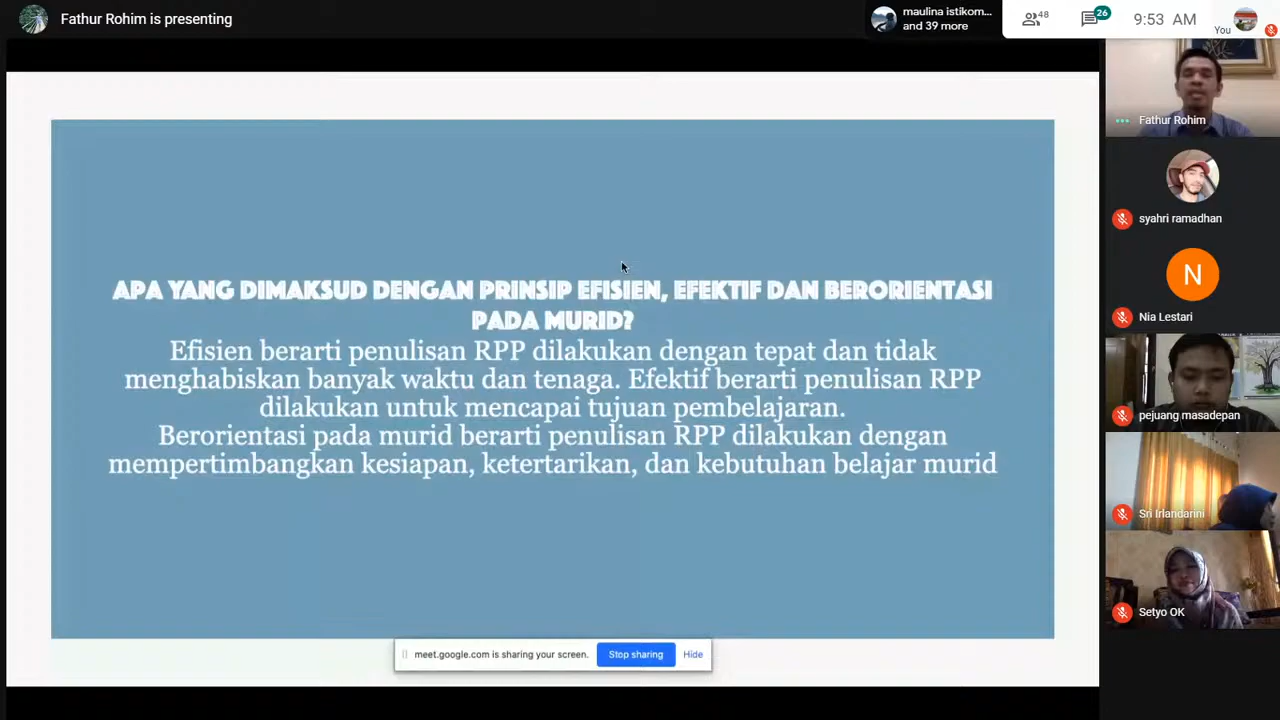 Fathur Rohim is presenting
maulina istikom...
and 39 more
48
26
9:53 AM
You
Fathur Rohim
syahri ramadhan
N
Nia Lestari
pejuang masadepan
Sri Irlandanni
Setyo OK
APA YANG DIMAKSUD DENGAN PRINSIP EFISIEN, EFEKTIF DAN BERORIENTASI
PADA MURID?
Efisien berarti penulisan RPP dilakukan dengan tepat dan tidak
menghabiskan banyak waktu dan tenaga. Efektif berarti penulisan RPP
dilakukan untuk mencapai tujuan pembelajaran.
Berorientasi pada murid berarti penulisan RPP dilakukan dengan
mempertimbangkan kesiapan, ketertarikan, dan kebutuhan belajar murid
meet.google.com is sharing your screen.
Stop sharing
Hide